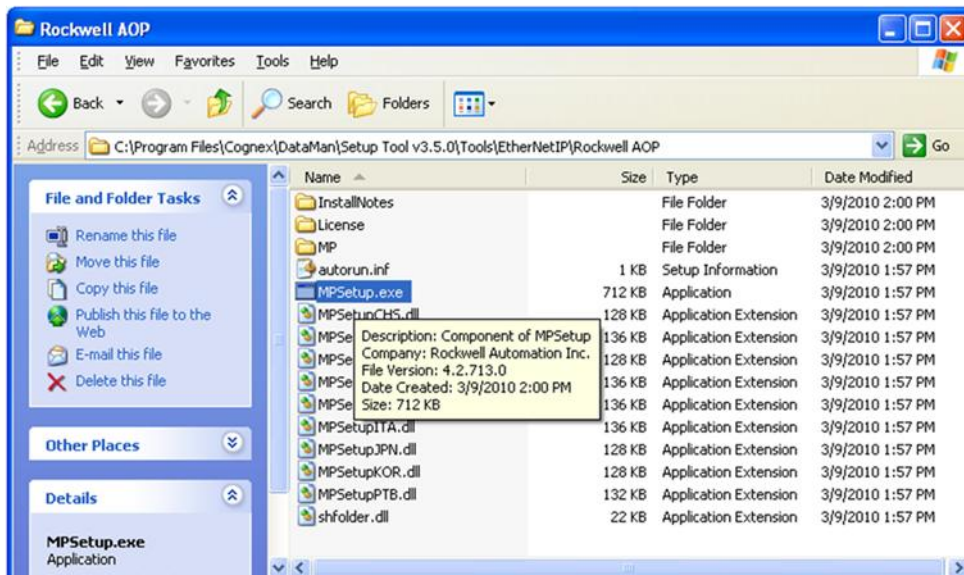 Rockwell AOP
File Edit View Favorites Tools Help
Back Search Folders
Address C:\Program Files\Cognex\DataMan\Setup Tool v3.5.0\Tools\EtherNetIP\Rockwell AOP Go
File and Folder Tasks
Rename this file
Move this file
Copy this file
Publish this file to the
Web
E-mail this file
Delete this file
Other Places
Details
MPSetup.exe
Application
Name Size Type Date Modified
InstallNotes File Folder 3/9/2010 2:00 PM
License File Folder 3/9/2010 2:00 PM
MP File Folder 3/9/2010 2:00 PM
autorun.inf 1 KB Setup Information 3/9/2010 1:57 PM
MPSetup.exe 712 KB Application 3/9/2010 1:57 PM
MPSetupCHS.dll 128 KB Application Extension 3/9/2010 1:57 PM
MPSe 136 KB Application Extension 3/9/2010 1:57 PM
MPSe 128 KB Application Extension 3/9/2010 1:57 PM
MPSe 136 KB Application Extension 3/9/2010 1:57 PM
MPSe 136 KB Application Extension 3/9/2010 1:57 PM
MPSetupITA.dll 136 KB Application Extension 3/9/2010 1:57 PM
MPSetupJPN.dll 128 KB Application Extension 3/9/2010 1:57 PM
MPSetupKOR.dll 128 KB Application Extension 3/9/2010 1:57 PM
MPSetupPTB.dll 132 KB Application Extension 3/9/2010 1:57 PM
shfolder.dll 22 KB Application Extension 3/9/2010 1:57 PM
Description: Component of MPSetup
Company: Rockwell Automation Inc.
File Version: 4.2.713.0
Date Created: 3/9/2010 2:00 PM
Size: 712 KB